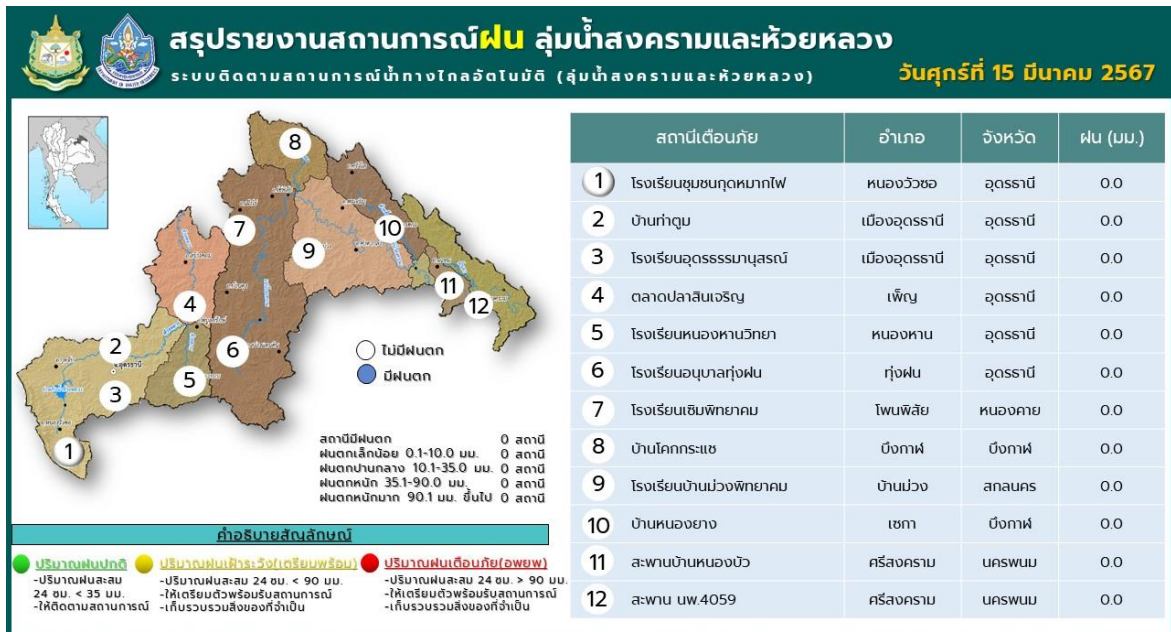 สรุปรายงานสถานการณ์ฝน ลุ่มน้ำสงครามและห้วยหลวง
ระบบติดตามสถานการณ์น้ำทางไกลอัตโนมัติ (ลุ่มน้ำสงครามและห้วยหลวง)
วันศุกร์ที่ 15 มีนาคม 2567
8
7
10
9
11
12
4
2
6
5
3
1
อ.อุดรธานี
ไม่มีฝนตก
มีฝนตก
สถานีมีฝนตก 0 สถานี
ฝนตกเล็กน้อย 0.1-10.0 มม. 0 สถานี
ฝนตกปานกลาง 10.1-35.0 มม. 0 สถานี
ฝนตกหนัก 35.1-90.0 มม. 0 สถานี
ฝนตกหนักมาก 90.1 มม. ขึ้นไป 0 สถานี
คำอธิบายสัญลักษณ์
ปริมาณฝนปกติ
-ปริมาณฝนสะสม
24 ชม. < 35 มม.
-ให้ติดตามสถานการณ์
ปริมาณฝนเฝ้าระวัง(เตรียมพร้อม)
-ปริมาณฝนสะสม 24 ชม. < 90 มม.
-ให้เตรียมตัวพร้อมรับสถานการณ์
-เก็บรวบรวมสิ่งของที่จำเป็น
ปริมาณฝนเตือนภัย(อพยพ)
-ปริมาณฝนสะสม 24 ชม. > 90 มม.
-ให้เตรียมตัวพร้อมรับสถานการณ์
-เก็บรวบรวมสิ่งของที่จำเป็น
สถานีเตือนภัย อำเภอ จังหวัด ฝน (มม.)
1 โรงเรียนชุมชนกุดหมากไฟ หนองวัวซอ อุดรธานี 0.0
2 บ้านท่าตูม เมืองอุดรธานี อุดรธานี 0.0
3 โรงเรียนอุดรธรรมานุสรณ์ เมืองอุดรธานี อุดรธานี 0.0
4 ตลาดปลาสินเจริญ เพ็ญ อุดรธานี 0.0
5 โรงเรียนหนองหานวิทยา หนองหาน อุดรธานี 0.0
6 โรงเรียนอนุบาลทุ่งฝน ทุ่งฝน อุดรธานี 0.0
7 โรงเรียนเซิมพิทยาคม โพนพิสัย หนองคาย 0.0
8 บ้านโคกกระแซ บึงกาฬ บึงกาฬ 0.0
9 โรงเรียนบ้านม่วงพิทยาคม บ้านม่วง สกลนคร 0.0
10 บ้านหนองยาง เซกา บึงกาฬ 0.0
11 สะพานบ้านหนองบัว ศรีสงคราม นครพนม 0.0
12 สะพาน นพ.4059 ศรีสงคราม นครพนม 0.0